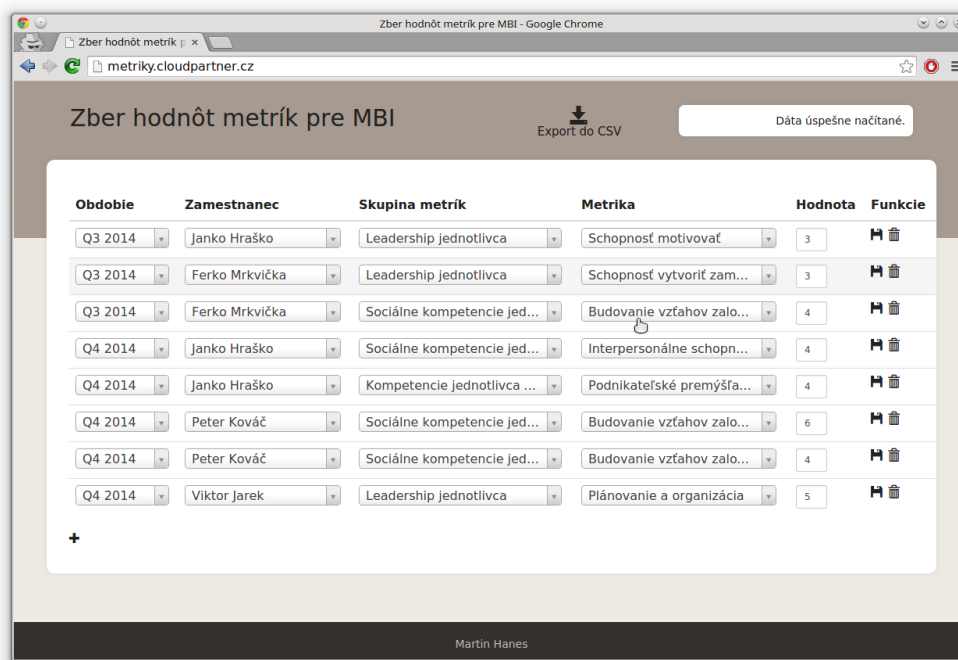 Zber hodnôt metrík pre MBI - Google Chrome
Zber hodnôt metrík p
metriky.cloudpartner.cz
Zber hodnôt metrík pre MBI
Export do CSV
Dáta úspešne načítané.
Obdobie Zamestnanec Skupina metrík Metrika Hodnota Funkcie
Q3 2014 Janko Hraško Leadership jednotlivca Schopnosť motivovať 3
Q3 2014 Ferko Mrkvička Leadership jednotlivca Schopnosť vytvoriť zam... 3
Q3 2014 Ferko Mrkvička Sociálne kompetencie jed... Budovanie vzťahov zalo... 4
Q4 2014 Janko Hraško Sociálne kompetencie jed... Interpersonálne schopn... 4
Q4 2014 Janko Hraško Kompetencie jednotlivca ... Podnikateľské premýšľa... 4
Q4 2014 Peter Kováč Sociálne kompetencie jed... Budovanie vzťahov zalo... 6
Q4 2014 Peter Kováč Sociálne kompetencie jed... Budovanie vzťahov zalo... 4
Q4 2014 Viktor Jarek Leadership jednotlivca Plánovanie a organizácia 5
Martin Hanes